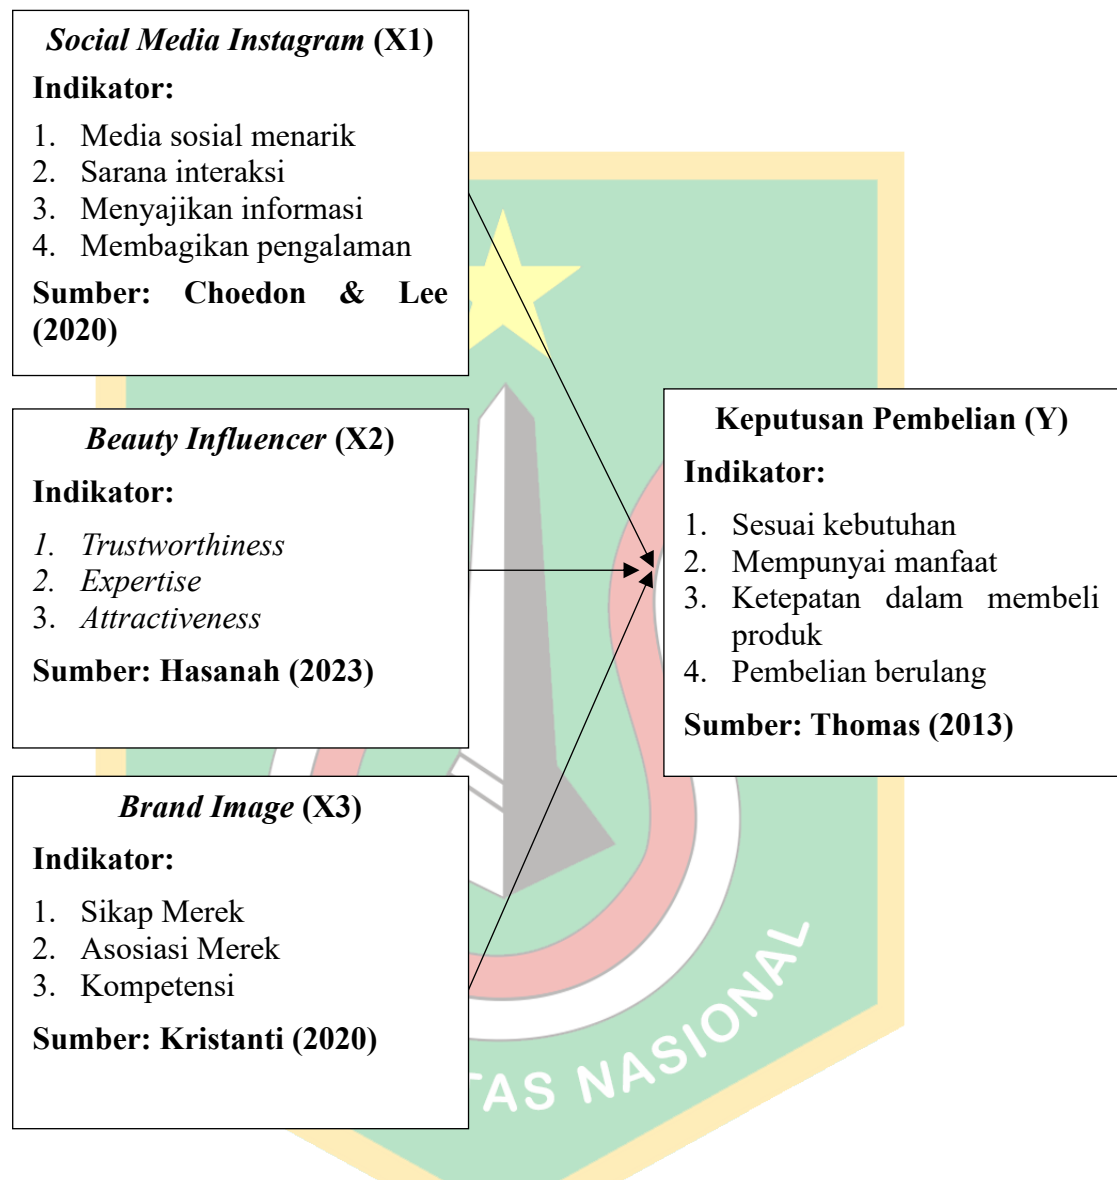 Social Media Instagram (X1)
Indikator:
1. Media sosial menarik
2. Sarana interaksi
3. Menyajikan informasi
4. Membagikan pengalaman
Sumber: Choedon & Lee
(2020)
Beauty Influencer (X2)
Indikator:
1. Trustworthiness
2. Expertise
3. Attractiveness
Sumber: Hasanah (2023)
Brand Image (X3)
Indikator:
1. Sikap Merek
2. Asosiasi Merek
3. Kompetensi
Sumber: Kristanti (2020)
Keputusan Pembelian (Y)
Indikator:
1. Sesuai kebutuhan
2. Mempunyai manfaat
3. Ketepatan dalam membeli
produk
4. Pembelian berulang
Sumber: Thomas (2013)
TAS NASIONAL